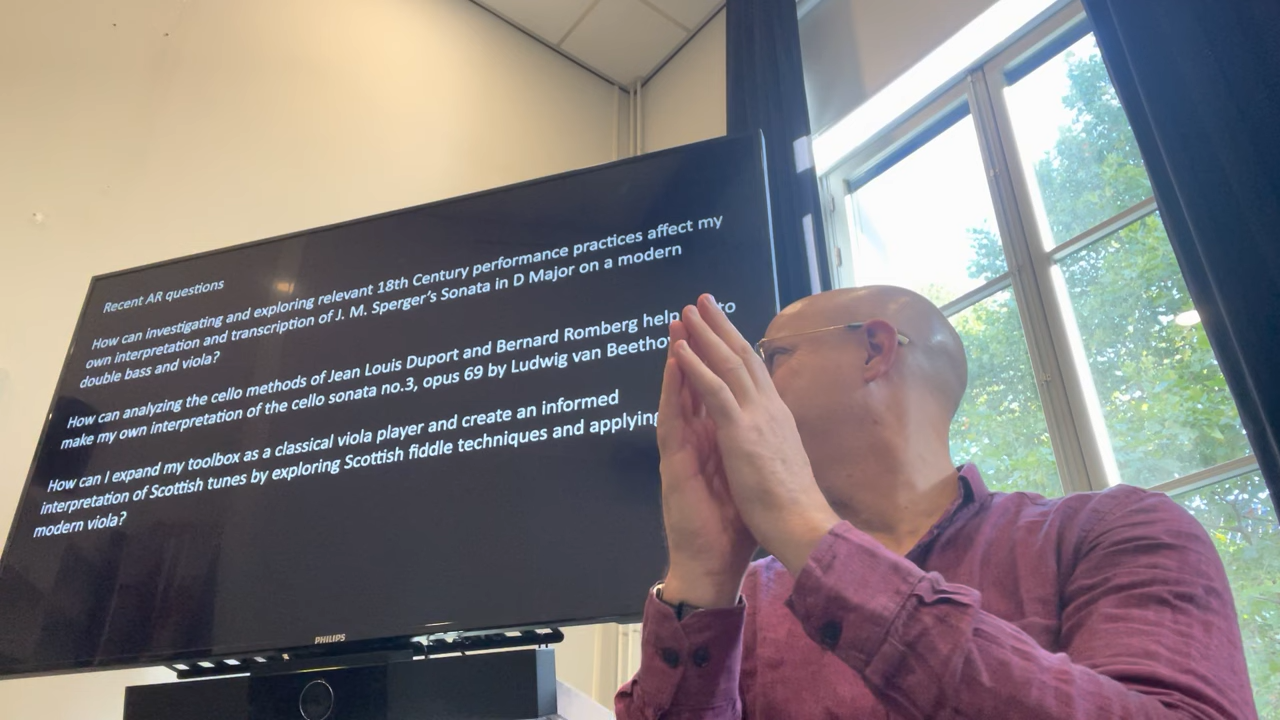 Recent AR questions
How can investigating and exploring relevant 18th Century performance practices affect my
own interpretation and transcription of J. M. Sperger's Sonata in D Major on a modern
double bass and viola?
How can analyzing the cello methods of Jean Louis Duport and Bernard Romberg help to
make my own interpretation of the cello sonata no.3, opus 69 by Ludwig van
How can I expand my toolbox as a classical viola player and create an informed
interpretation of Scottish tunes by exploring Scottish fiddle techniques and applying
modern viola?
PHILIPS